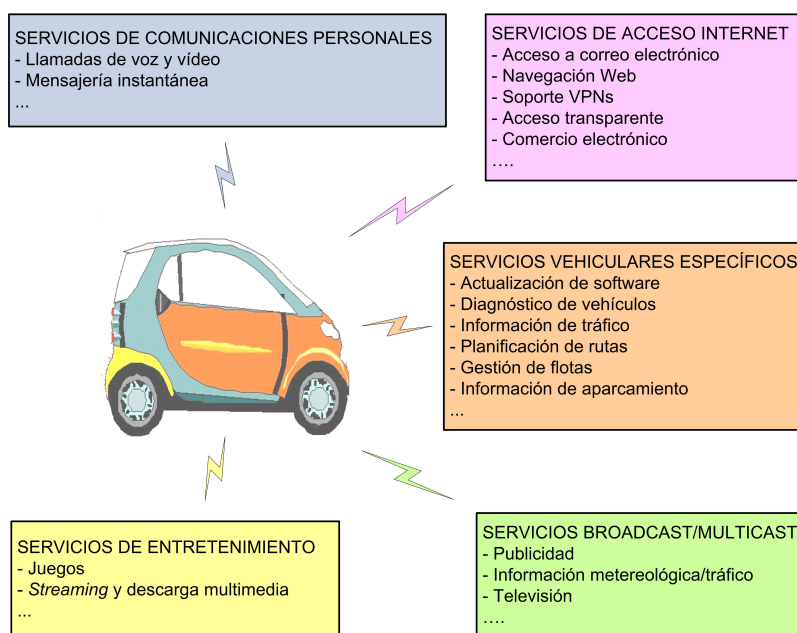 SERVICIOS DE COMUNICACIONES PERSONALES
- Llamadas de voz y vídeo
- Mensajería instantánea
...
SERVICIOS DE ACCESO INTERNET
- Acceso a correo electrónico
- Navegación Web
- Soporte VPNs
- Acceso transparente
- Comercio electrónico
....
SERVICIOS VEHICULARES ESPECÍFICOS
- Actualización de software
- Diagnóstico de vehículos
- Información de tráfico
- Planificación de rutas
- Gestión de flotas
- Información de aparcamiento
...
SERVICIOS DE ENTRETENIMIENTO
- Juegos
- Streaming y descarga multimedia
...
SERVICIOS BROADCAST/MULTICAST
- Publicidad
- Información metereológica/tráfico
- Televisión
....